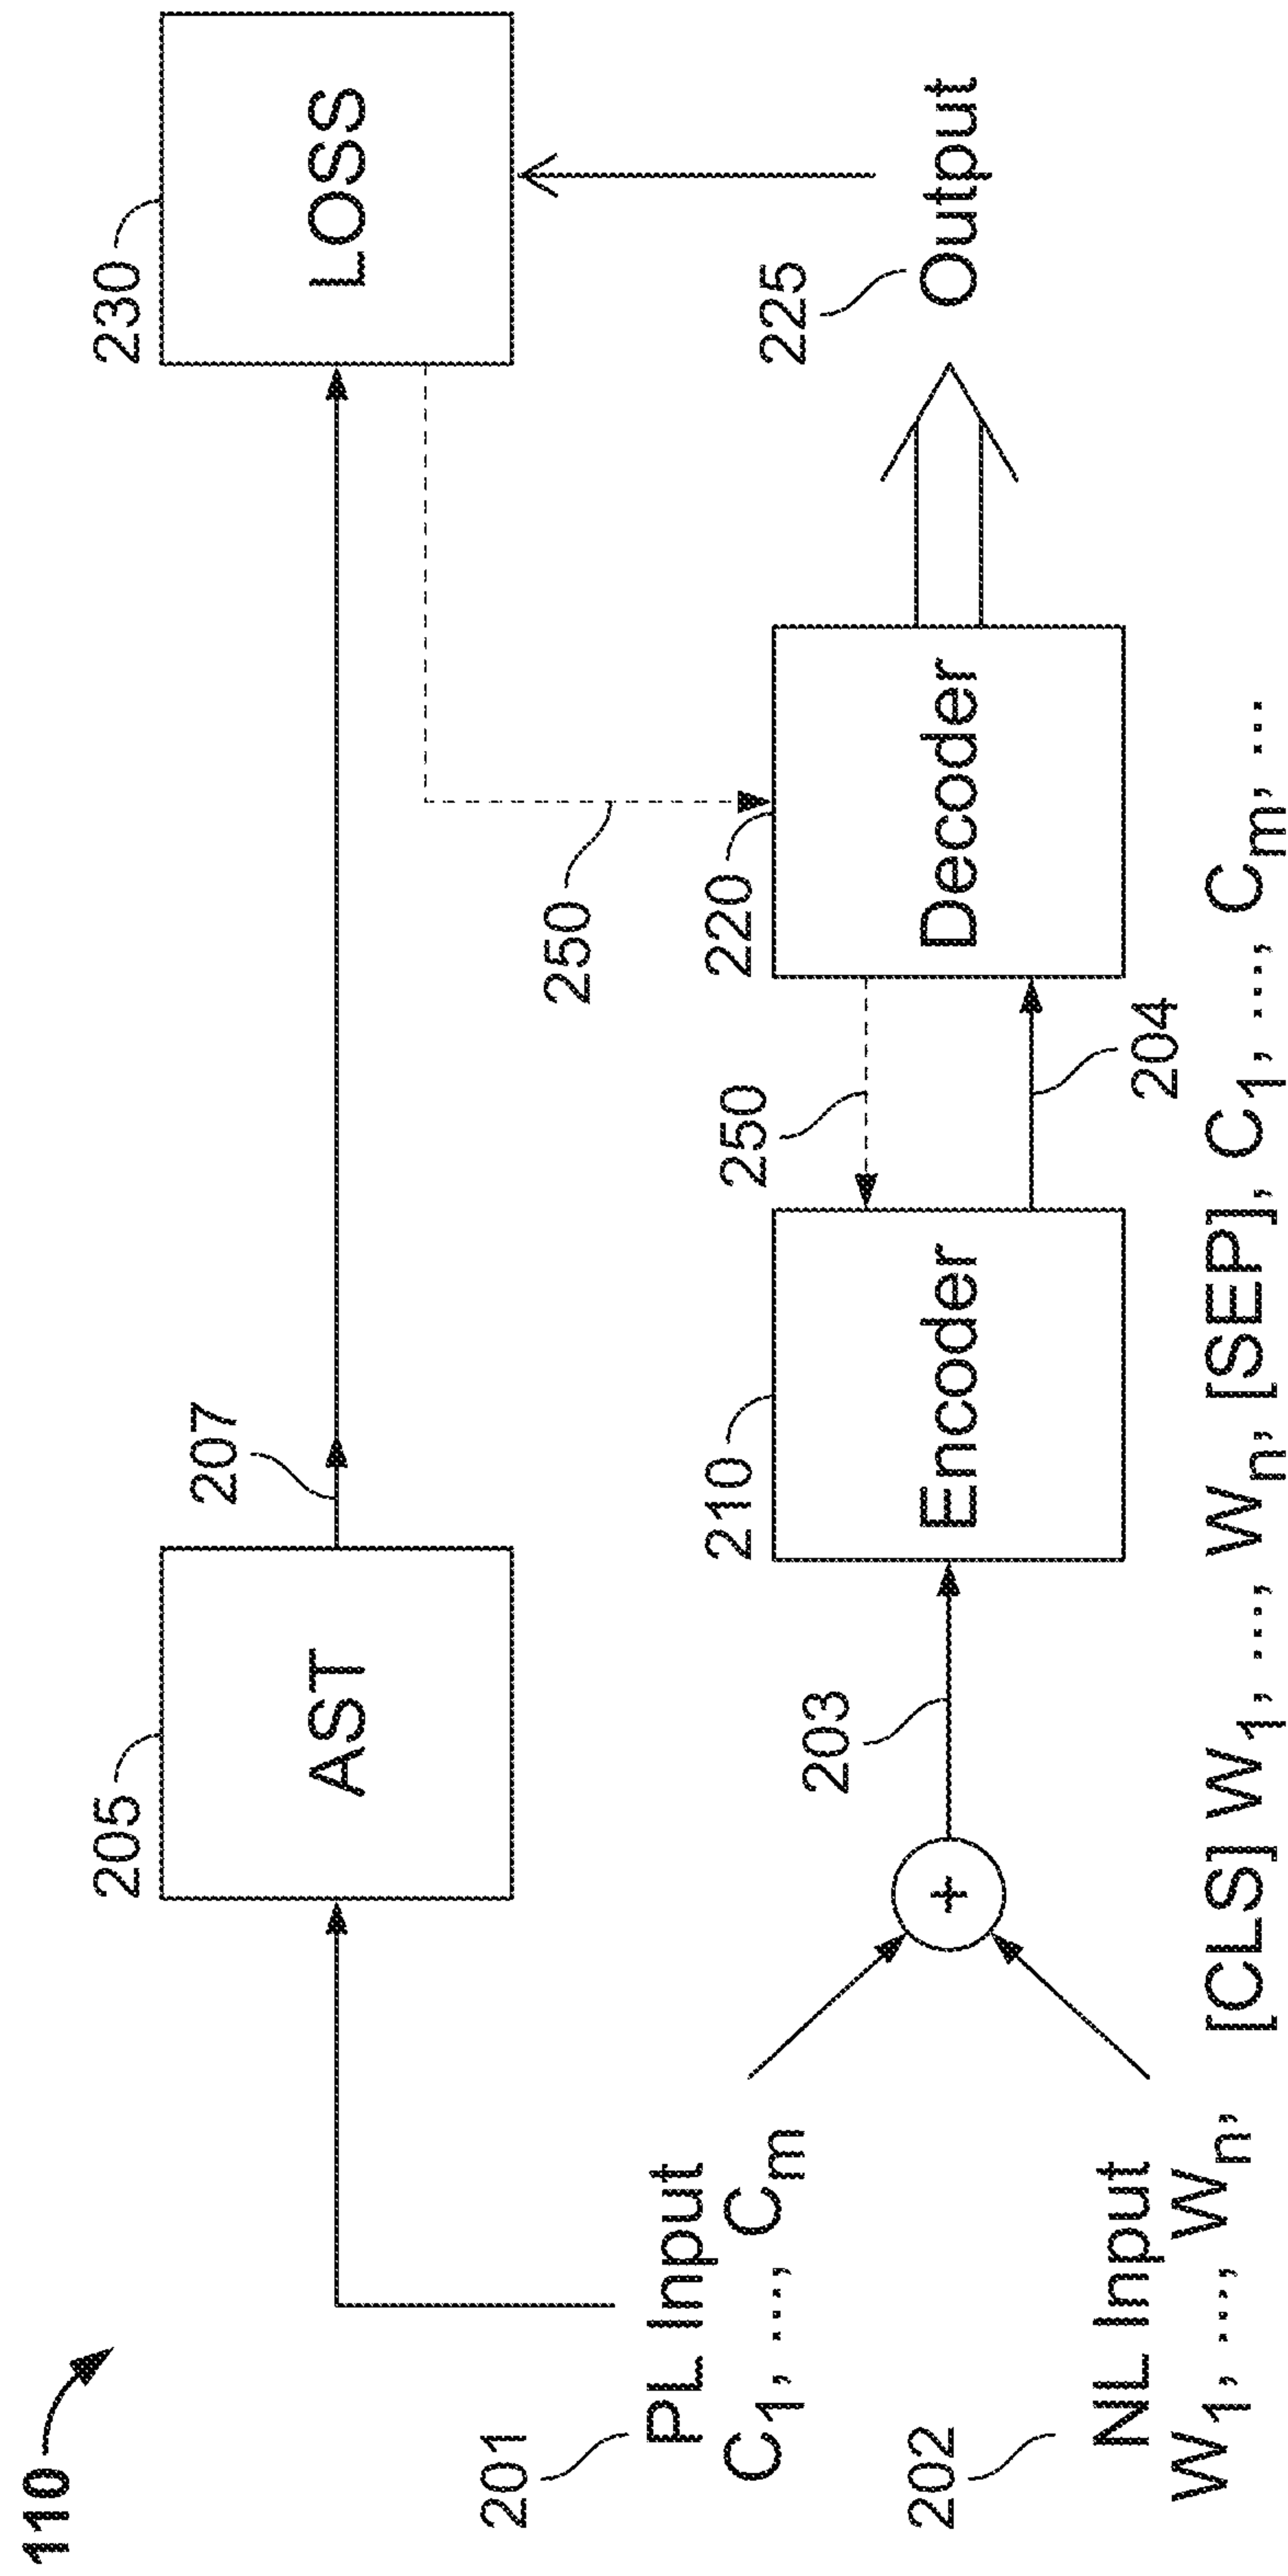 110
205
AST
207
230
LOSS
201
PL Input
C1, ..., Cm
250
203
210
Encoder
250
220
Decoder
225
Output
204
202
NL Input
W1, ..., Wn,
[CLS] W1, ..., Wn, [SEP], C1, ..., Cm, ...